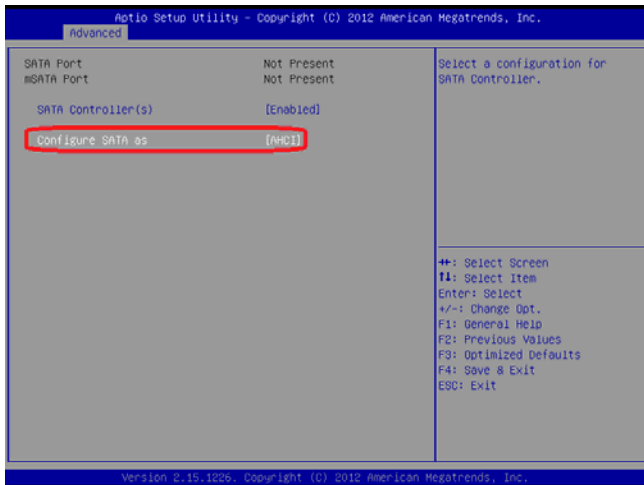 Aptio Setup Utility – Copyright (C) 2012 American Megatrends, Inc.
Advanced
SATA Port Not Present
mSATA Port Not Present
SATA Controller(s) [Enabled]
Configure SATA as [AHCI]
Select a configuration for
SATA Controller.
→←: Select Screen
↑↓: Select Item
Enter: Select
+/-: Change Opt.
F1: General Help
F2: Previous Values
F3: Optimized Defaults
F4: Save & Exit
ESC: Exit
Version 2.15.1226. Copyright (C) 2012 American Megatrends, Inc.